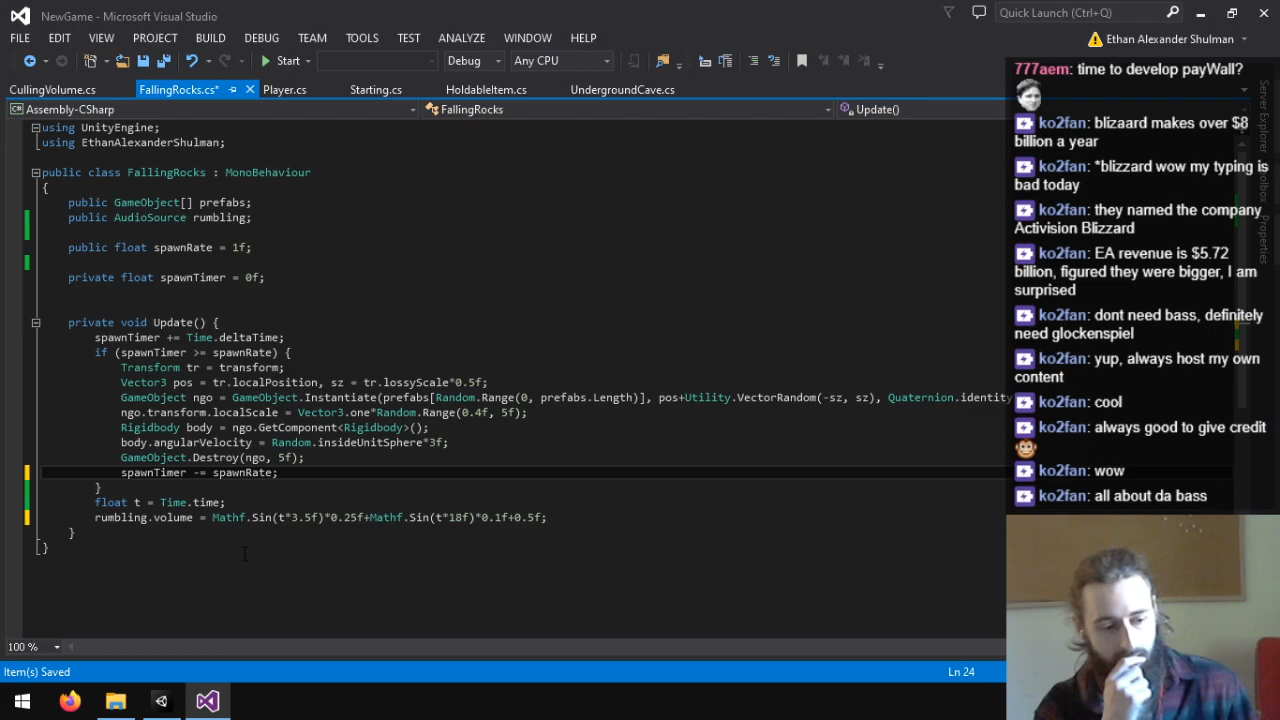 NewGame - Microsoft Visual Studio
Quick Launch (Ctrl+Q)
FILE EDIT VIEW PROJECT BUILD DEBUG TEAM TOOLS TEST ANALYZE WINDOW HELP
Ethan Alexander Shulman
Start Debug Any CPU
CullingVolume.cs FallingRocks.cs* Player.cs Starting.cs HoldableItem.cs UndergroundCave.cs
Assembly-CSharp FallingRocks Update()
using UnityEngine;
using EthanAlexanderShulman;
public class FallingRocks : MonoBehaviour
{
public GameObject[] prefabs;
public AudioSource rumbling;
public float spawnRate = 1f;
private float spawnTimer = 0f;
private void Update() {
spawnTimer += Time.deltaTime;
if (spawnTimer >= spawnRate) {
Transform tr = transform;
Vector3 pos = tr.localPosition, sz = tr.lossyScale*0.5f;
GameObject ngo = GameObject.Instantiate(prefabs[Random.Range(0, prefabs.Length)], pos+Utility.VectorRandom(-sz, sz), Quaternion.identity
ngo.transform.localScale = Vector3.one*Random.Range(0.4f, 5f);
Rigidbody body = ngo.GetComponent<Rigidbody>();
body.angularVelocity = Random.insideUnitSphere*3f;
GameObject.Destroy(ngo, 5f);
spawnTimer -= spawnRate;
}
float t = Time.time;
rumbling.volume = Mathf.Sin(t*3.5f)*0.25f+Mathf.Sin(t*18f)*0.1f+0.5f;
}
}
100 %
Item(s) Saved
Ln 24
777aem: time to develop payWall?
ko2fan: blizaard makes over $8
billion a year
ko2fan: *blizzard wow my typing is
bad today
ko2fan: they named the company
Activision Blizzard
ko2fan: EA revenue is $5.72
billion, figured they were bigger, I am
surprised
ko2fan: dont need bass, definitely
need glockenspiel
ko2fan: yup, always host my own
content
ko2fan: cool
ko2fan: always good to give credit
ko2fan: wow
ko2fan: all about da bass
Server Explorer
Toolbox
Properties